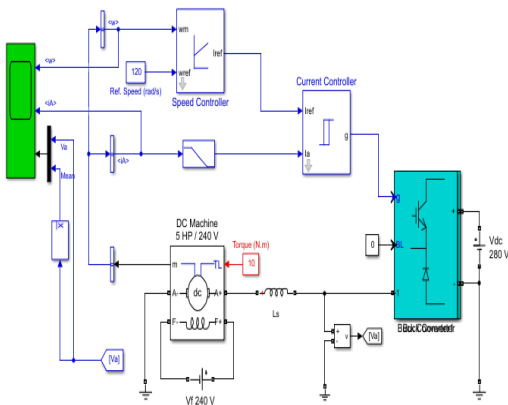 <w>
wm
Iref
wref
120
Ref. Speed (rad/s)
Speed Controller
<w>
Current Controller
<iA>
Iref
Ia
g
Va
Mean
<iA>
|X|
DC Machine
5 HP / 240 V
Torque (N.m)
10
m
TL
A-
dc
A+
F-
F+
Ls
g
0
BL
+
-
1
Vdc
280 V
+
-
v
[Va]
[Va]
Vf 240 V